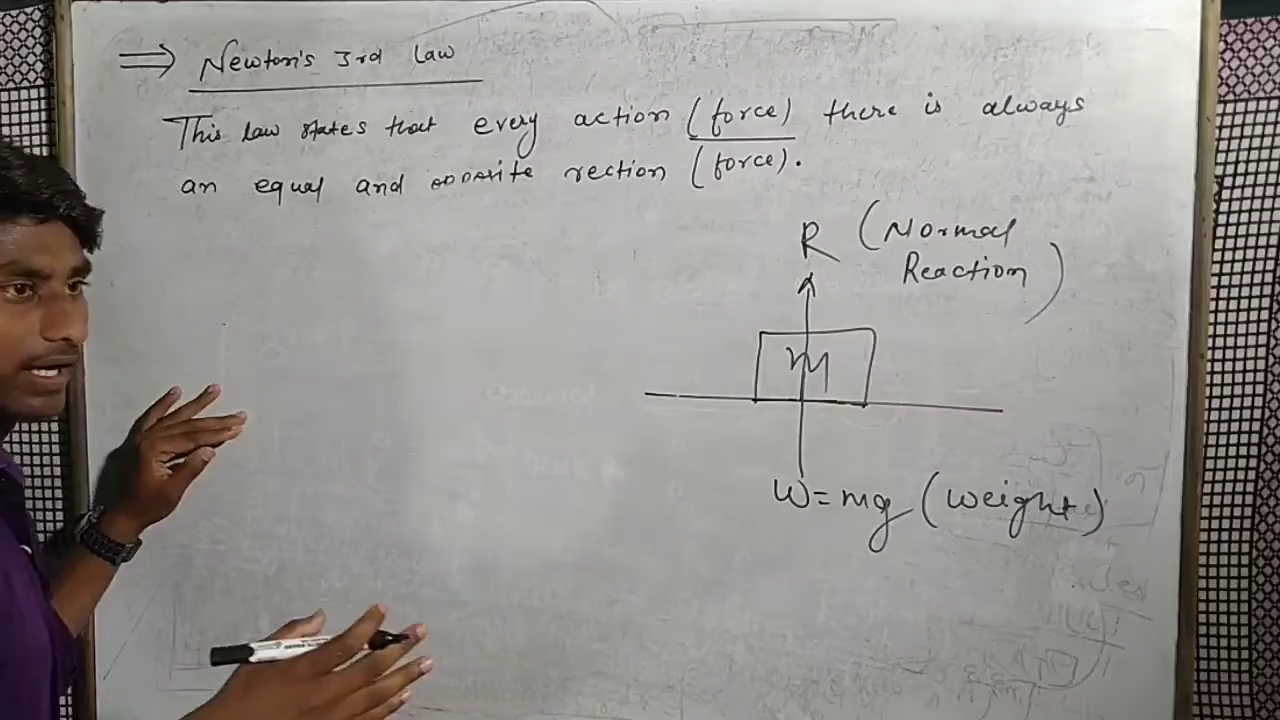 ⇒ Newton's 3rd Law
This law states that every action (force) there is always
an equal and opposite rection (force).
R (Normal
Reaction)
m
W=mg (weight)